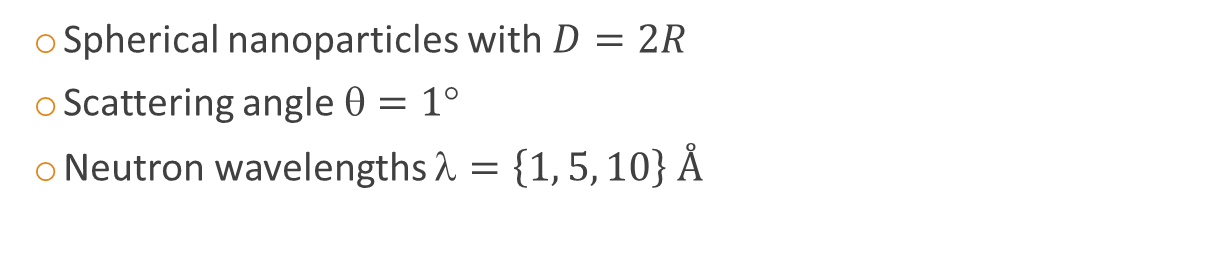 ○ Spherical nanoparticles with D = 2R
○ Scattering angle θ = 1°
○ Neutron wavelengths λ = {1, 5, 10} Å